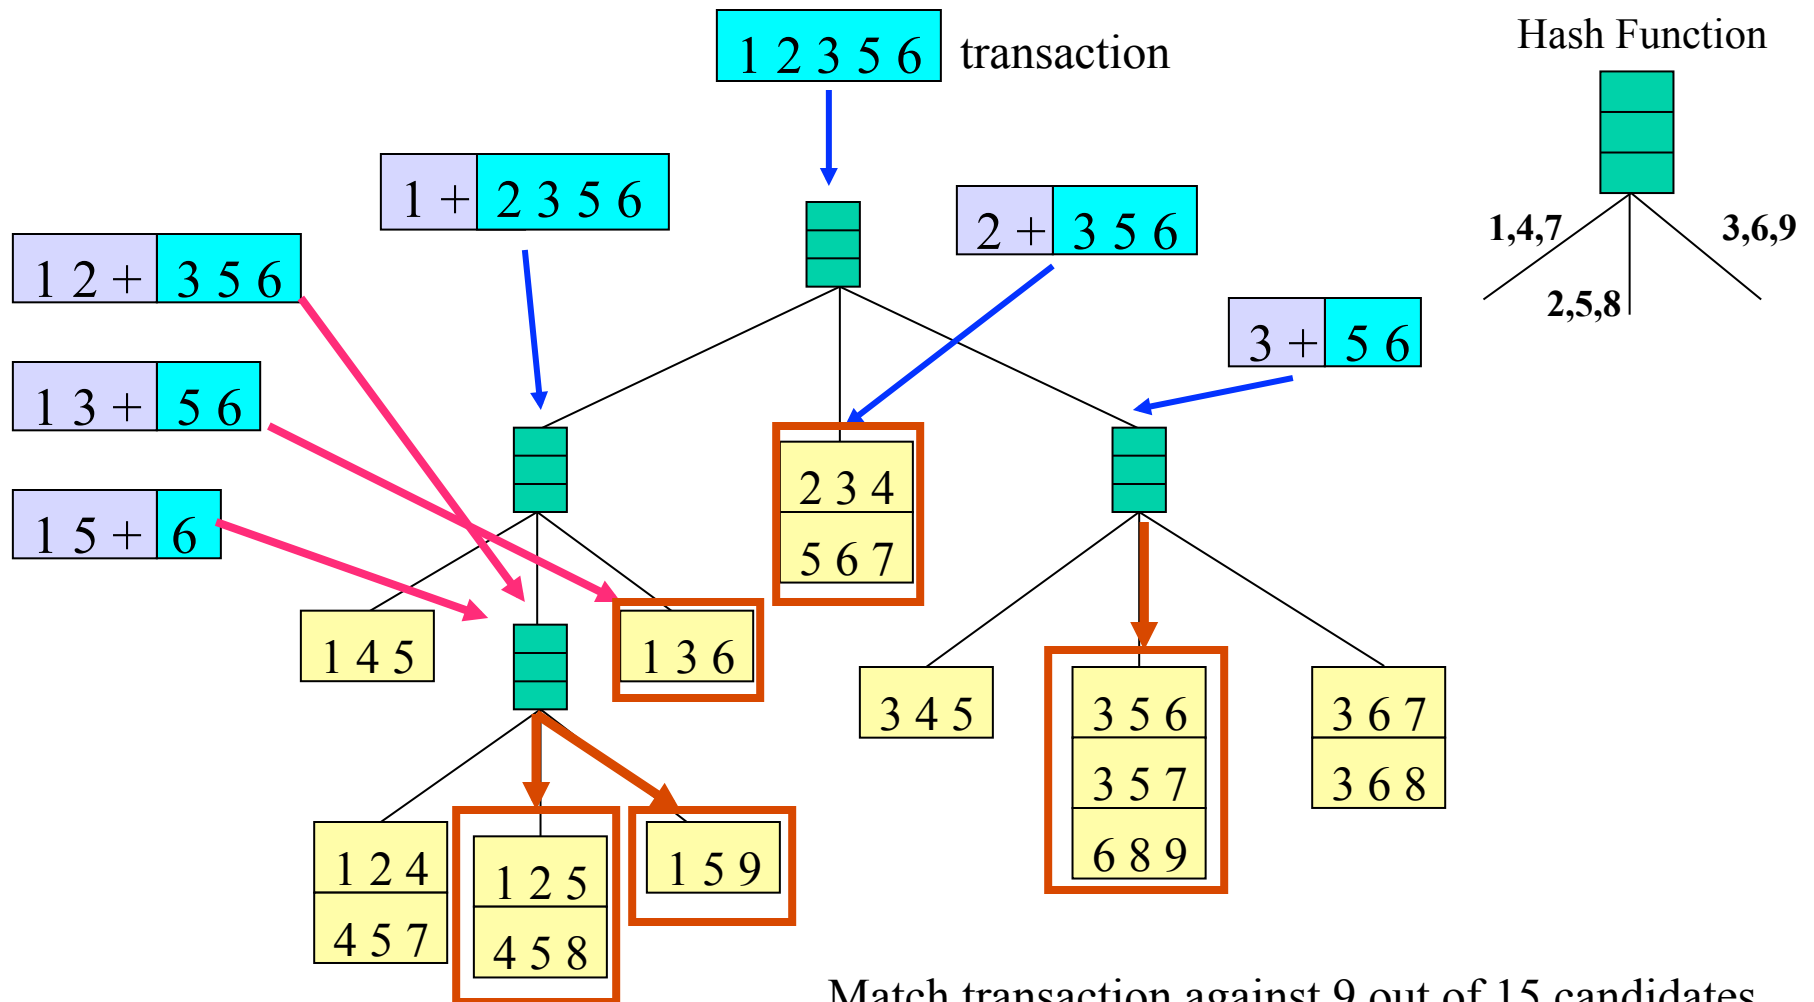 1 2 3 5 6 transaction
Hash Function
1,4,7
2,5,8
3,6,9
1 + 2 3 5 6
2 + 3 5 6
3 + 5 6
1 2 + 3 5 6
1 3 + 5 6
1 5 + 6
2 3 4
5 6 7
1 4 5
1 3 6
3 4 5
3 5 6
3 5 7
6 8 9
3 6 7
3 6 8
1 2 4
4 5 7
1 2 5
4 5 8
1 5 9
Match transaction against 9 out of 15 candidates